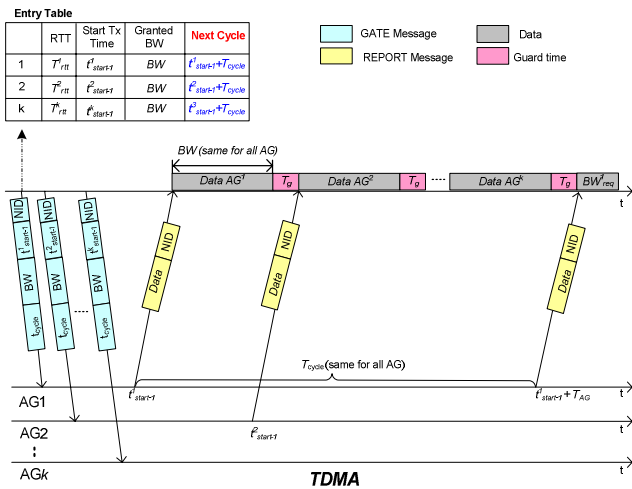 Entry Table
RTT Start Tx Time Granted BW Next Cycle
1 T¹rtt t¹start-1 BW t¹start-1+Tcycle
2 T²rtt t²start-1 BW t²start-1+Tcycle
k Tᵏrtt tᵏstart-1 BW t³start-1+Tcycle
GATE Message
Data
REPORT Message
Guard time
BW (same for all AG)
Data AG¹ Tg Data AG² Tg Data AGᵏ Tg BW¹req
t
NID t¹start-1 BW tcycle
NID t²start-1 BW tcycle
NID tᵏstart-1 BW tcycle
Data NID
Data NID
Data NID
Tcycle (same for all AG)
AG1 t¹start-1 t¹start-1 + TAG t
AG2 t²start-1 t
AGk t
TDMA